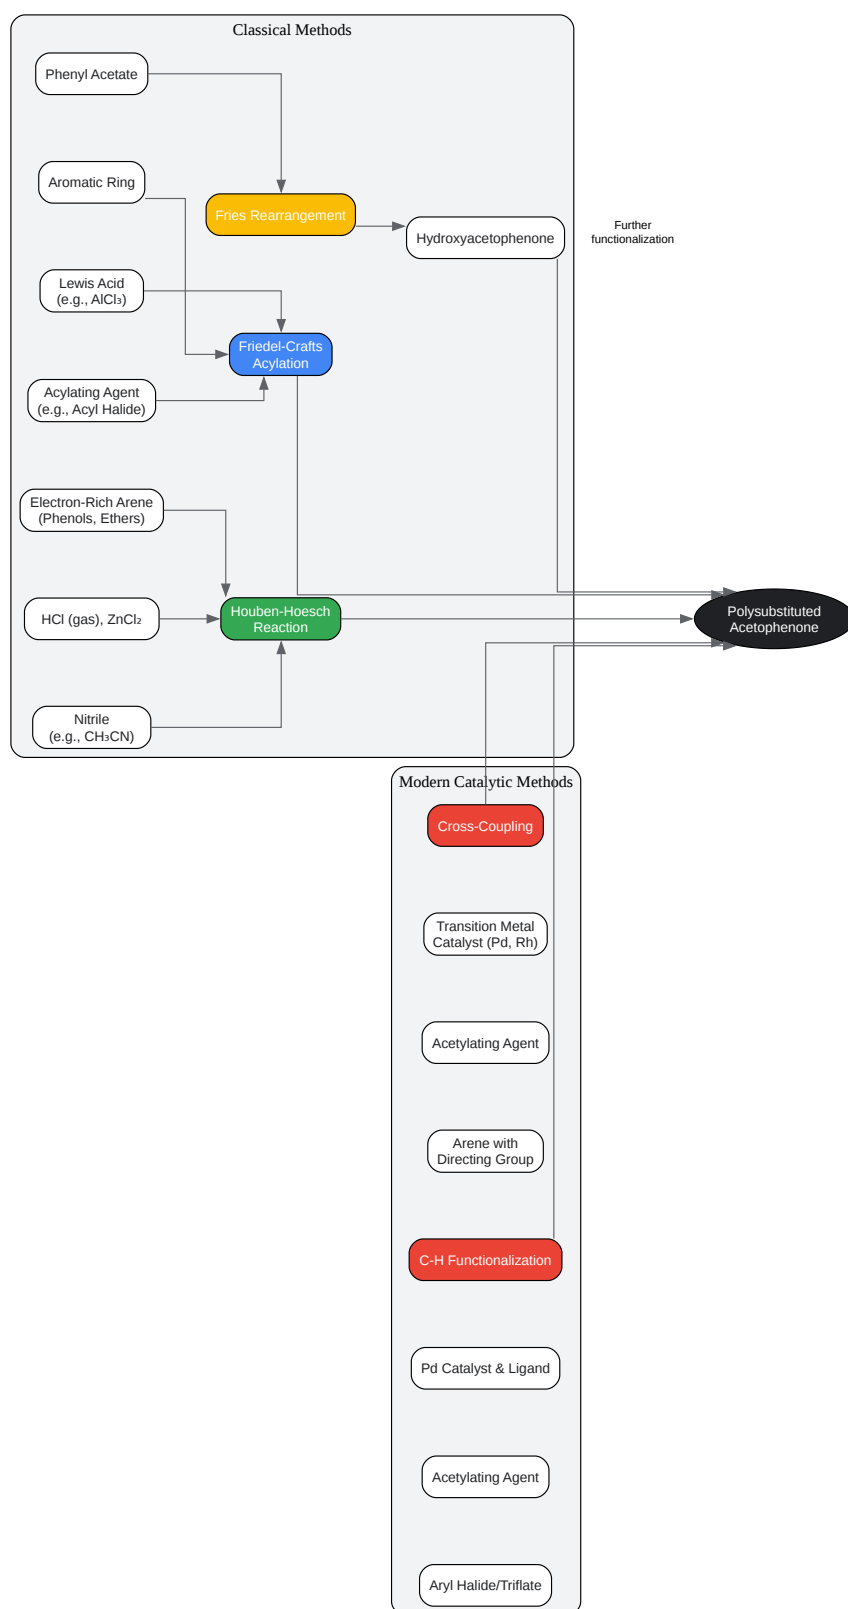 Classical Methods
Phenyl Acetate
Aromatic Ring
Fries Rearrangement
Hydroxyacetophenone
Further
functionalization
Lewis Acid
(e.g., AlCl₃)
Friedel-Crafts
Acylation
Acylating Agent
(e.g., Acyl Halide)
Electron-Rich Arene
(Phenols, Ethers)
HCl (gas), ZnCl₂
Houben-Hoesch
Reaction
Polysubstituted
Acetophenone
Nitrile
(e.g., CH₃CN)
Modern Catalytic Methods
Cross-Coupling
Transition Metal
Catalyst (Pd, Rh)
Acetylating Agent
Arene with
Directing Group
C-H Functionalization
Pd Catalyst & Ligand
Acetylating Agent
Aryl Halide/Triflate